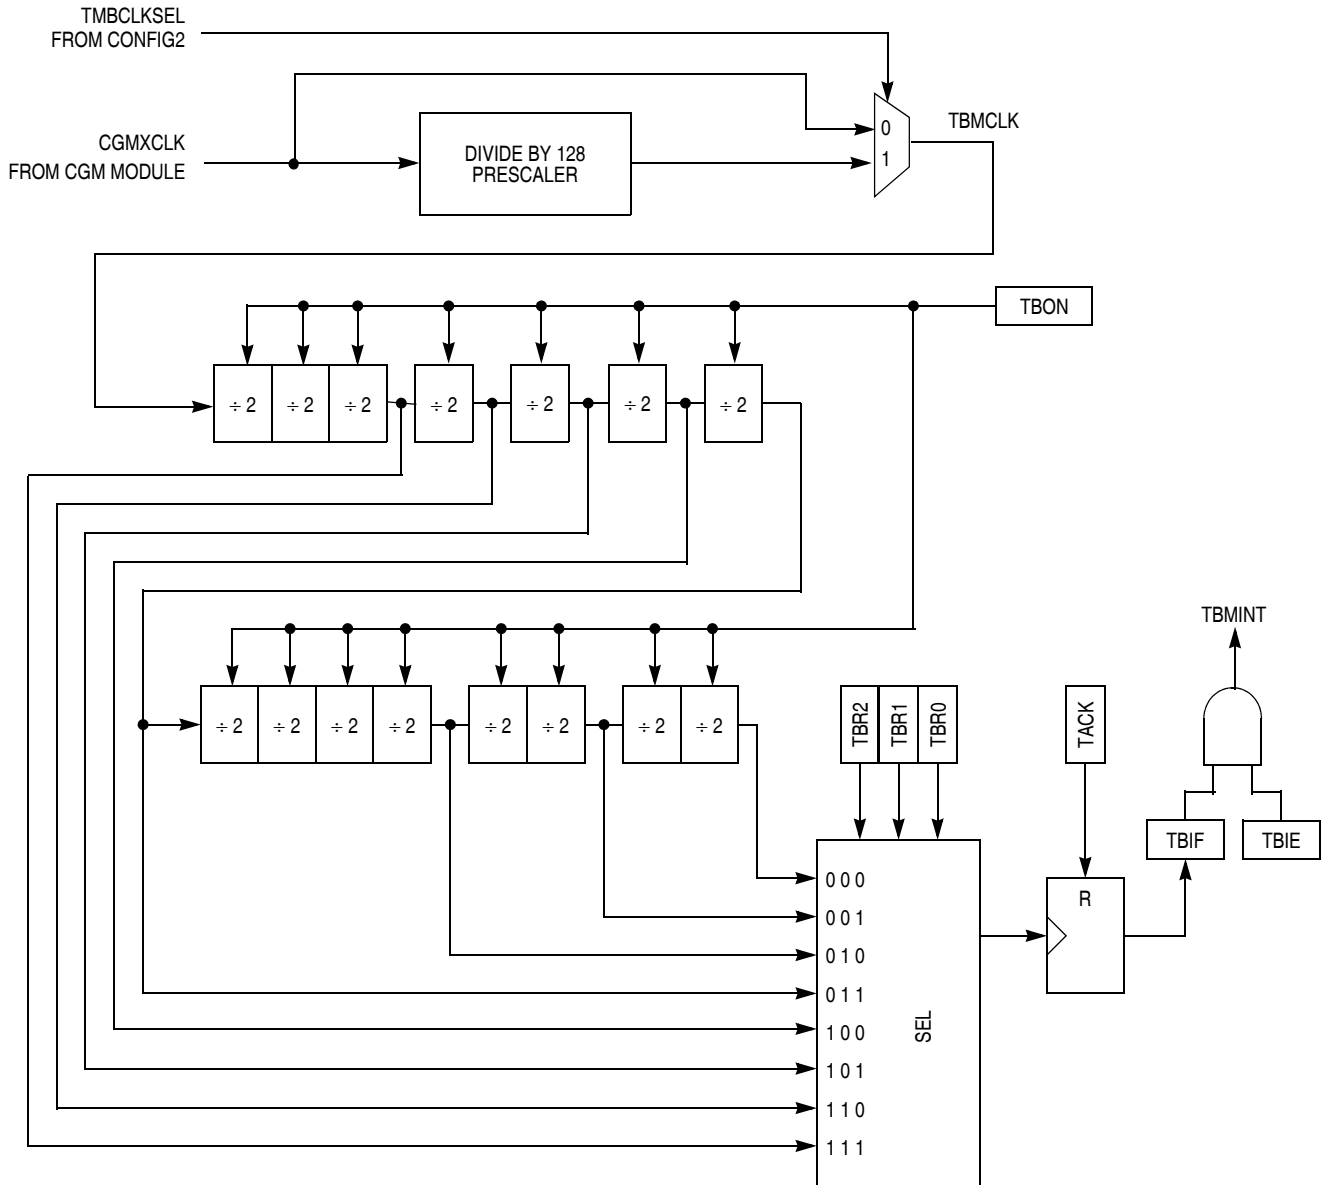 TMBCLKSEL
FROM CONFIG2
CGMXCLK
FROM CGM MODULE
DIVIDE BY 128
PRESCALER
0
1
TBMCLK
TBON
÷ 2
÷ 2
÷ 2
÷ 2
÷ 2
÷ 2
÷ 2
TBMINT
÷ 2
÷ 2
÷ 2
÷ 2
÷ 2
÷ 2
÷ 2
÷ 2
TBR2
TBR1
TBR0
TACK
TBIF
TBIE
0 0 0
0 0 1
0 1 0
0 1 1
1 0 0
1 0 1
1 1 0
1 1 1
SEL
R